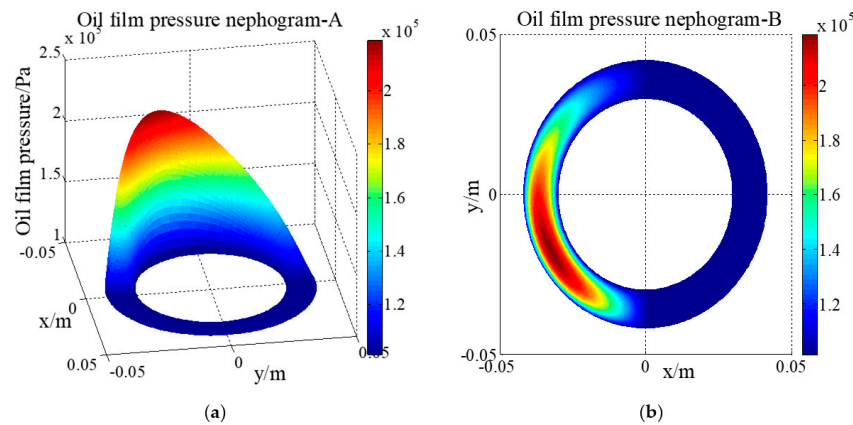 Oil film pressure nephogram-A
x 10^5
2.5
2
1.5
1
Oil film pressure/Pa
-0.05
0
0.05
x/m
-0.05
0
0.05
y/m
x 10^5
2
1.8
1.6
1.4
1.2
(a)
Oil film pressure nephogram-B
0.05
0
-0.05
y/m
-0.05
0
0.05
x/m
x 10^5
2
1.8
1.6
1.4
1.2
(b)